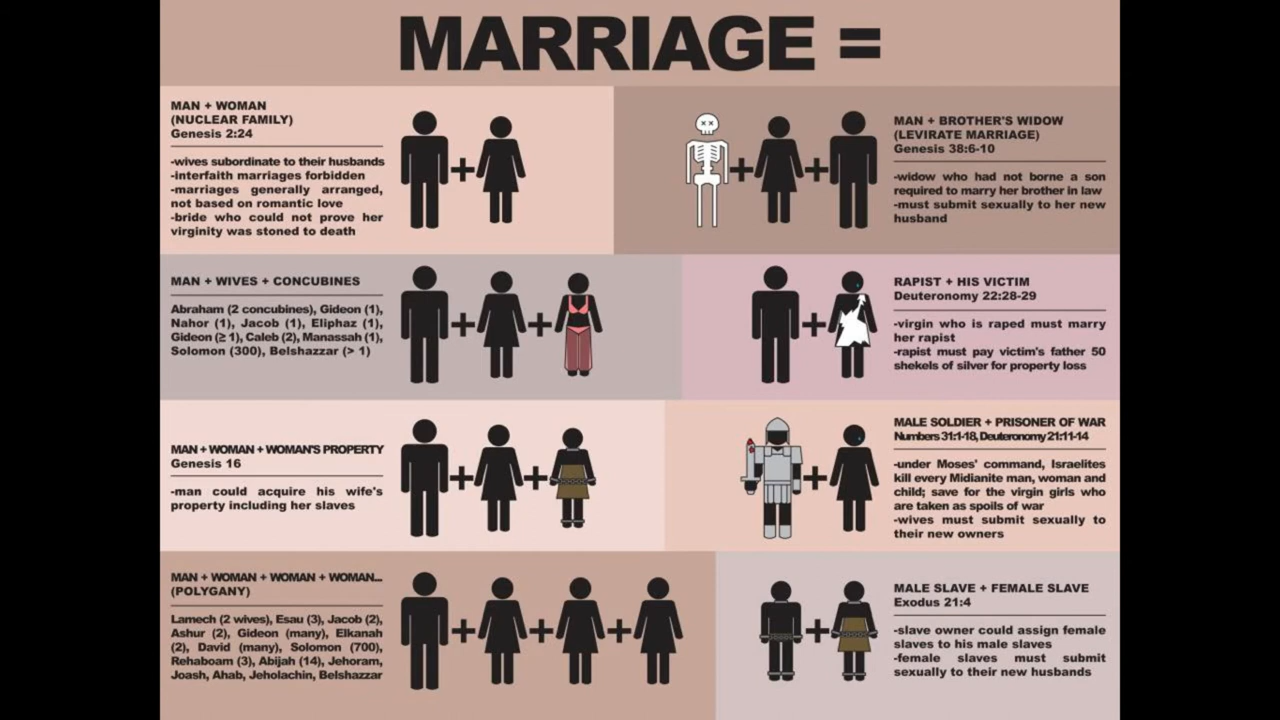 MARRIAGE =
MAN + WOMAN
(NUCLEAR FAMILY)
Genesis 2:24
-wives subordinate to their husbands
-interfaith marriages forbidden
-marriages generally arranged,
not based on romantic love
-bride who could not prove her
virginity was stoned to death
MAN + BROTHER'S WIDOW
(LEVIRATE MARRIAGE)
Genesis 38:6-10
-widow who had not borne a son
required to marry her brother in law
-must submit sexually to her new
husband
MAN + WIVES + CONCUBINES
Abraham (2 concubines), Gideon (1),
Nahor (1), Jacob (1), Eliphaz (1),
Gideon (≥ 1), Caleb (2), Manassah (1),
Solomon (300), Belshazzar (> 1)
RAPIST + HIS VICTIM
Deuteronomy 22:28-29
-virgin who is raped must marry
her rapist
-rapist must pay victim's father 50
shekels of silver for property loss
MAN + WOMAN + WOMAN'S PROPERTY
Genesis 16
-man could acquire his wife's
property including her slaves
MALE SOLDIER + PRISONER OF WAR
Numbers 31:1-18, Deuteronomy 21:11-14
-under Moses' command, Israelites
kill every Midianite man, woman and
child; save for the virgin girls who
are taken as spoils of war
-wives must submit sexually to
their new owners
MAN + WOMAN + WOMAN + WOMAN...
(POLYGANY)
Lamech (2 wives), Esau (3), Jacob (2),
Ashur (2), Gideon (many), Elkanah
(2), David (many), Solomon (700),
Rehaboam (3), Abijah (14), Jehoram,
Joash, Ahab, Jeholachin, Belshazzar
MALE SLAVE + FEMALE SLAVE
Exodus 21:4
-slave owner could assign female
slaves to his male slaves
-female slaves must submit
sexually to their new husbands